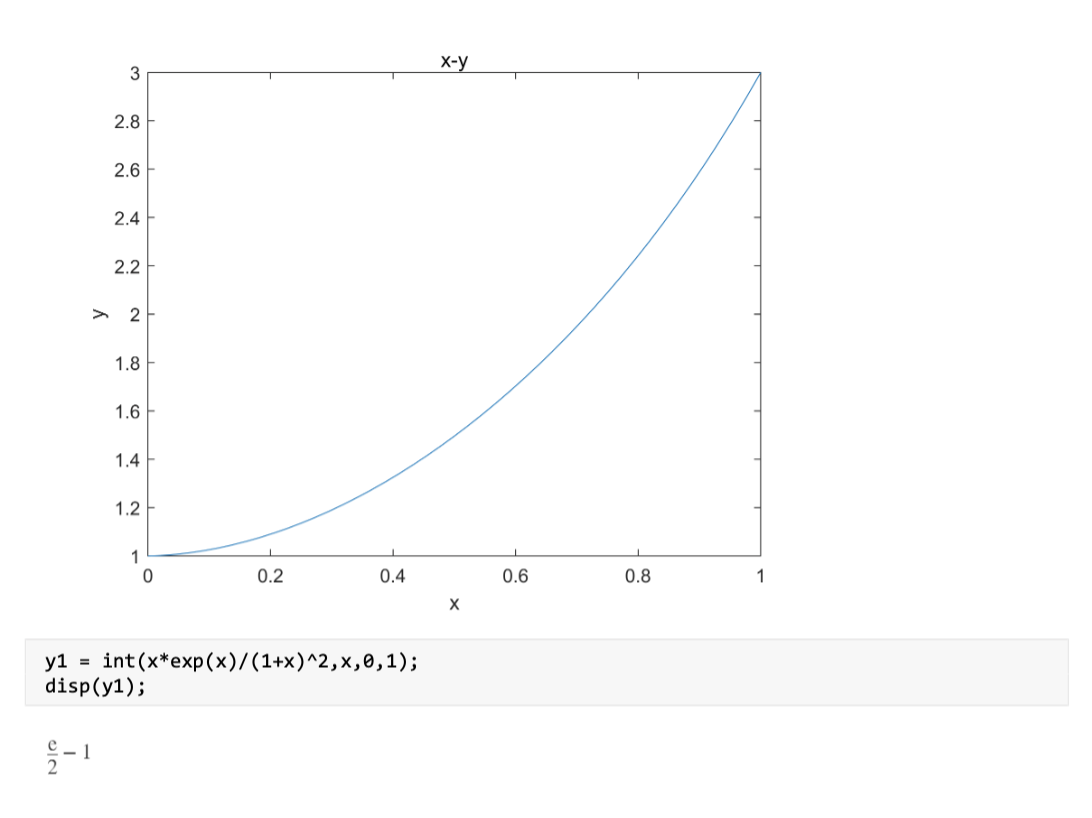 x-y
3
2.8
2.6
2.4
2.2
y
2
1.8
1.6
1.4
1.2
1
0 0.2 0.4 0.6 0.8 1
x
y1 = int(x*exp(x)/(1+x)^2,x,0,1);
disp(y1);
e
2
− 1